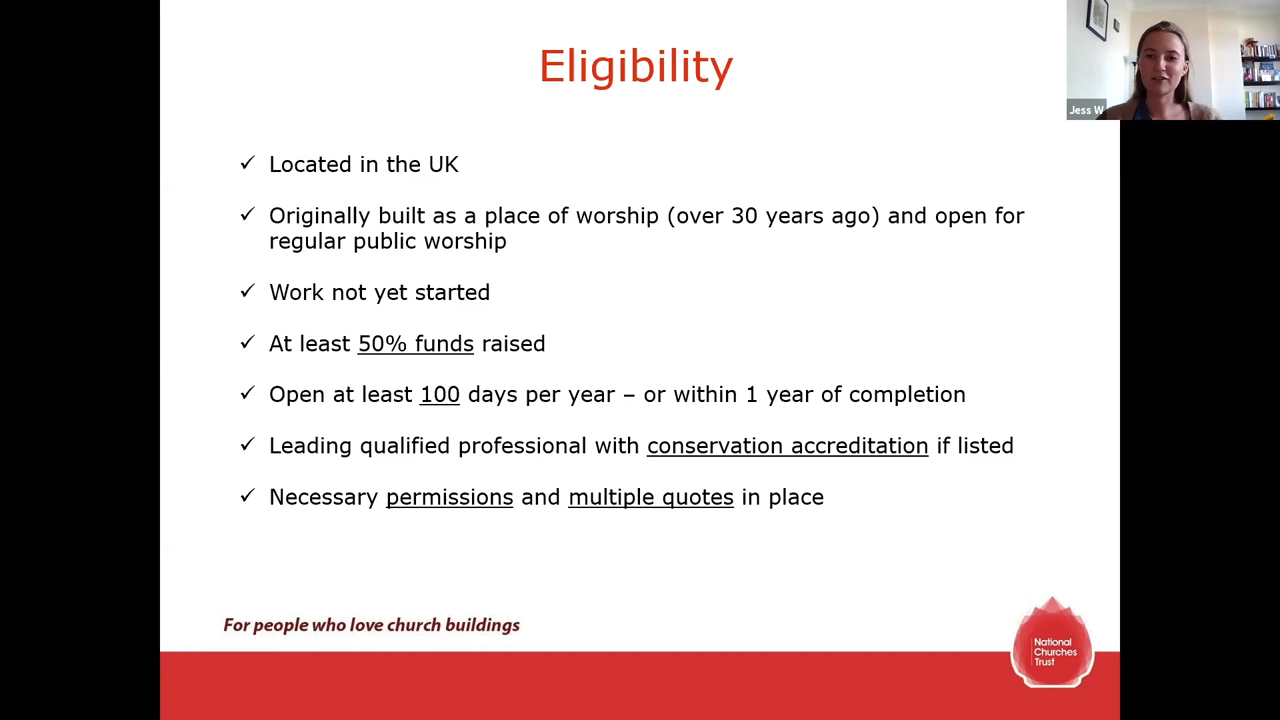 Eligibility
Jess W
✓ Located in the UK
✓ Originally built as a place of worship (over 30 years ago) and open for
regular public worship
✓ Work not yet started
✓ At least 50% funds raised
✓ Open at least 100 days per year – or within 1 year of completion
✓ Leading qualified professional with conservation accreditation if listed
✓ Necessary permissions and multiple quotes in place
For people who love church buildings
National
Churches
Trust